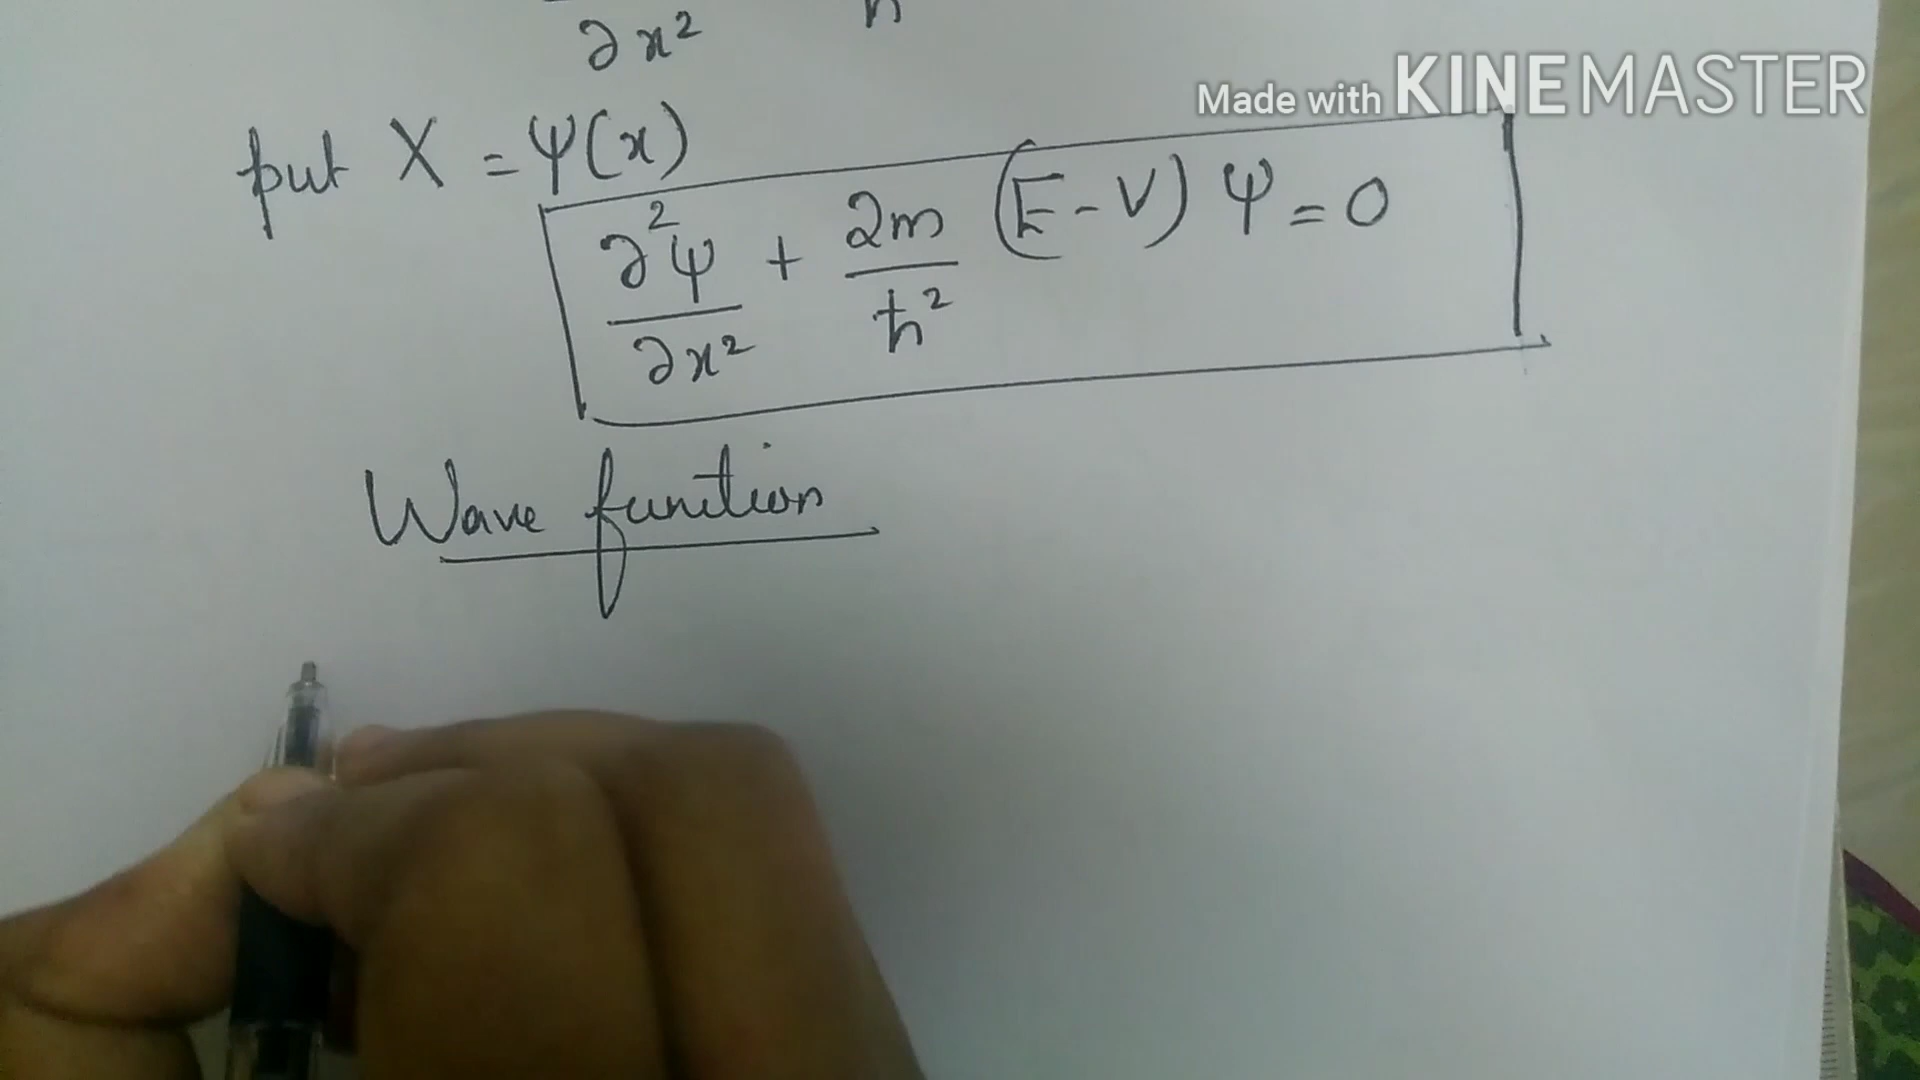 ∂x²   ħ
Made with KINEMASTER
put X = ψ(x)
∂²ψ/∂x² + 2m/ħ² (E-V) ψ = 0
Wave function